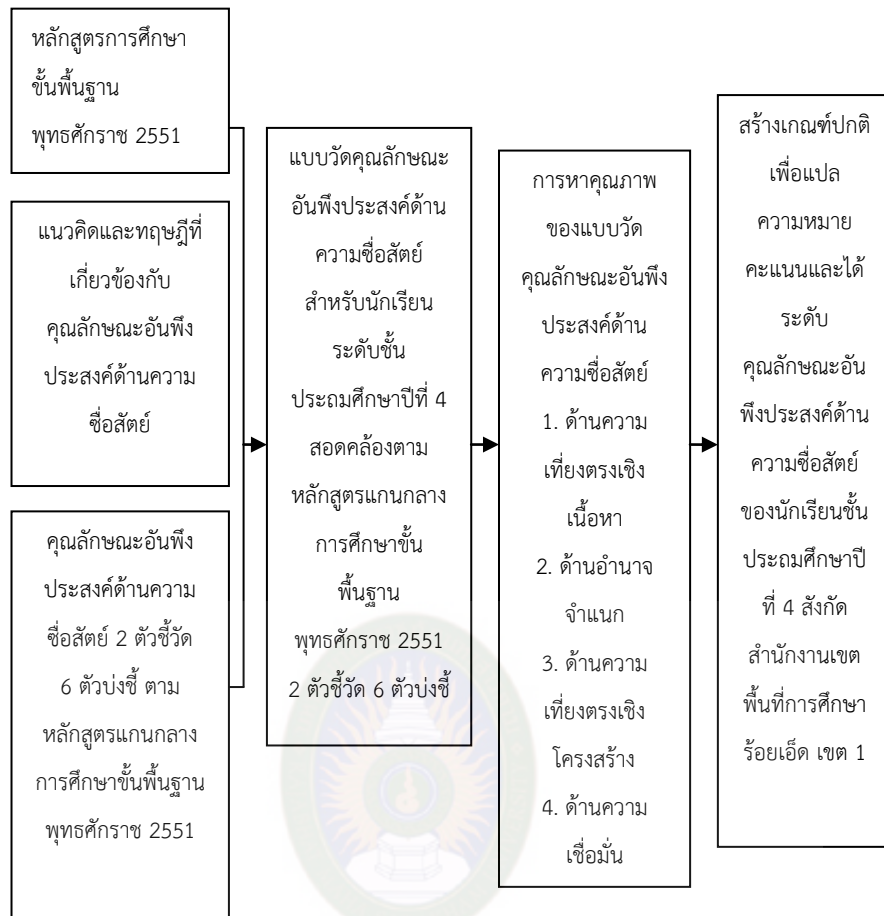 หลักสูตรการศึกษา
ขั้นพื้นฐาน
พุทธศักราช 2551
แนวคิดและทฤษฎีที่
เกี่ยวข้องกับ
คุณลักษณะอันพึง
ประสงค์ด้านความ
ซื่อสัตย์
คุณลักษณะอันพึง
ประสงค์ด้านความ
ซื่อสัตย์ 2 ตัวชี้วัด
6 ตัวบ่งชี้ ตาม
หลักสูตรแกนกลาง
การศึกษาขั้นพื้นฐาน
พุทธศักราช 2551
แบบวัดคุณลักษณะ
อันพึงประสงค์ด้าน
ความซื่อสัตย์
สำหรับนักเรียน
ระดับชั้น
ประถมศึกษาปีที่ 4
สอดคล้องตาม
หลักสูตรแกนกลาง
การศึกษาขั้น
พื้นฐาน
พุทธศักราช 2551
2 ตัวชี้วัด 6 ตัวบ่งชี้
การหาคุณภาพ
ของแบบวัด
คุณลักษณะอันพึง
ประสงค์ด้าน
ความซื่อสัตย์
1. ด้านความ
เที่ยงตรงเชิง
เนื้อหา
2. ด้านอำนาจ
จำแนก
3. ด้านความ
เที่ยงตรงเชิง
โครงสร้าง
4. ด้านความ
เชื่อมั่น
สร้างเกณฑ์ปกติ
เพื่อแปล
ความหมาย
คะแนนและได้
ระดับ
คุณลักษณะอัน
พึงประสงค์ด้าน
ความซื่อสัตย์
ของนักเรียนชั้น
ประถมศึกษาปี
ที่ 4 สังกัด
สำนักงานเขต
พื้นที่การศึกษา
ร้อยเอ็ด เขต 1